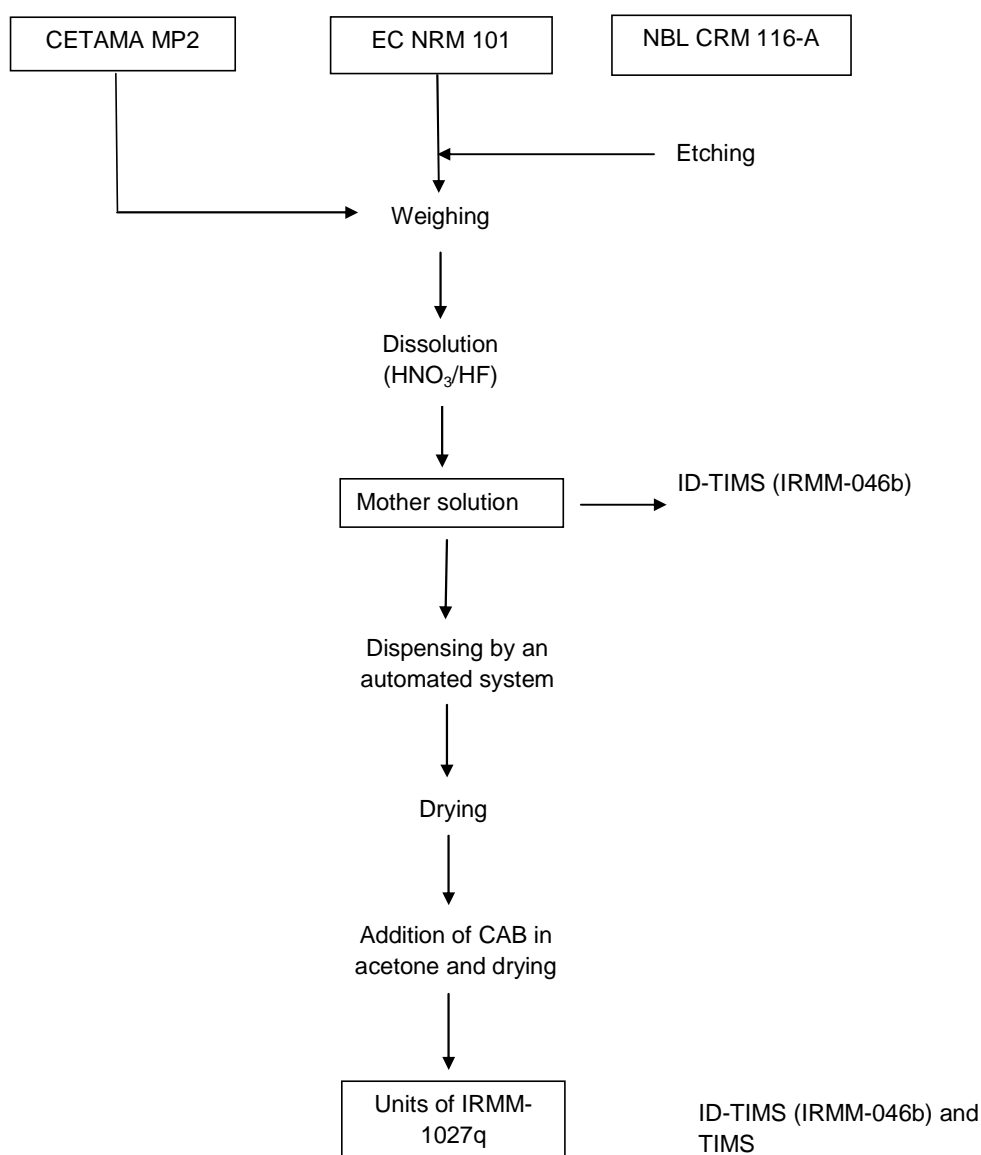 CETAMA MP2
EC NRM 101
NBL CRM 116-A
Etching
Weighing
Dissolution
(HNO₃/HF)
ID-TIMS (IRMM-046b)
Mother solution
Dispensing by an
automated system
Drying
Addition of CAB in
acetone and drying
Units of IRMM-
1027q
ID-TIMS (IRMM-046b) and
TIMS